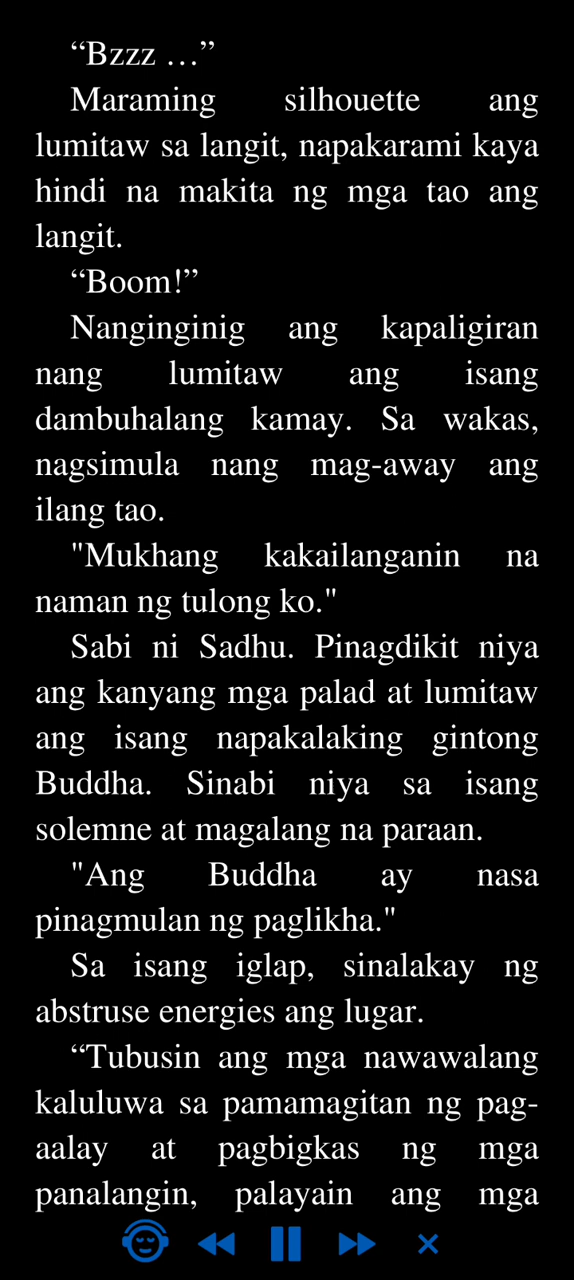 “Bzzz …”
Maraming silhouette ang
lumitaw sa langit, napakarami kaya
hindi na makita ng mga tao ang
langit.
“Boom!”
Nanginginig ang kapaligiran
nang lumitaw ang isang
dambuhalang kamay. Sa wakas,
nagsimula nang mag-away ang
ilang tao.
"Mukhang kakailanganin na
naman ng tulong ko."
Sabi ni Sadhu. Pinagdikit niya
ang kanyang mga palad at lumitaw
ang isang napakalaking gintong
Buddha. Sinabi niya sa isang
solemne at magalang na paraan.
"Ang Buddha ay nasa
pinagmulan ng paglikha."
Sa isang iglap, sinalakay ng
abstruse energies ang lugar.
“Tubusin ang mga nawawalang
kaluluwa sa pamamagitan ng pag-
aalay at pagbigkas ng mga
panalangin, palayain ang mga